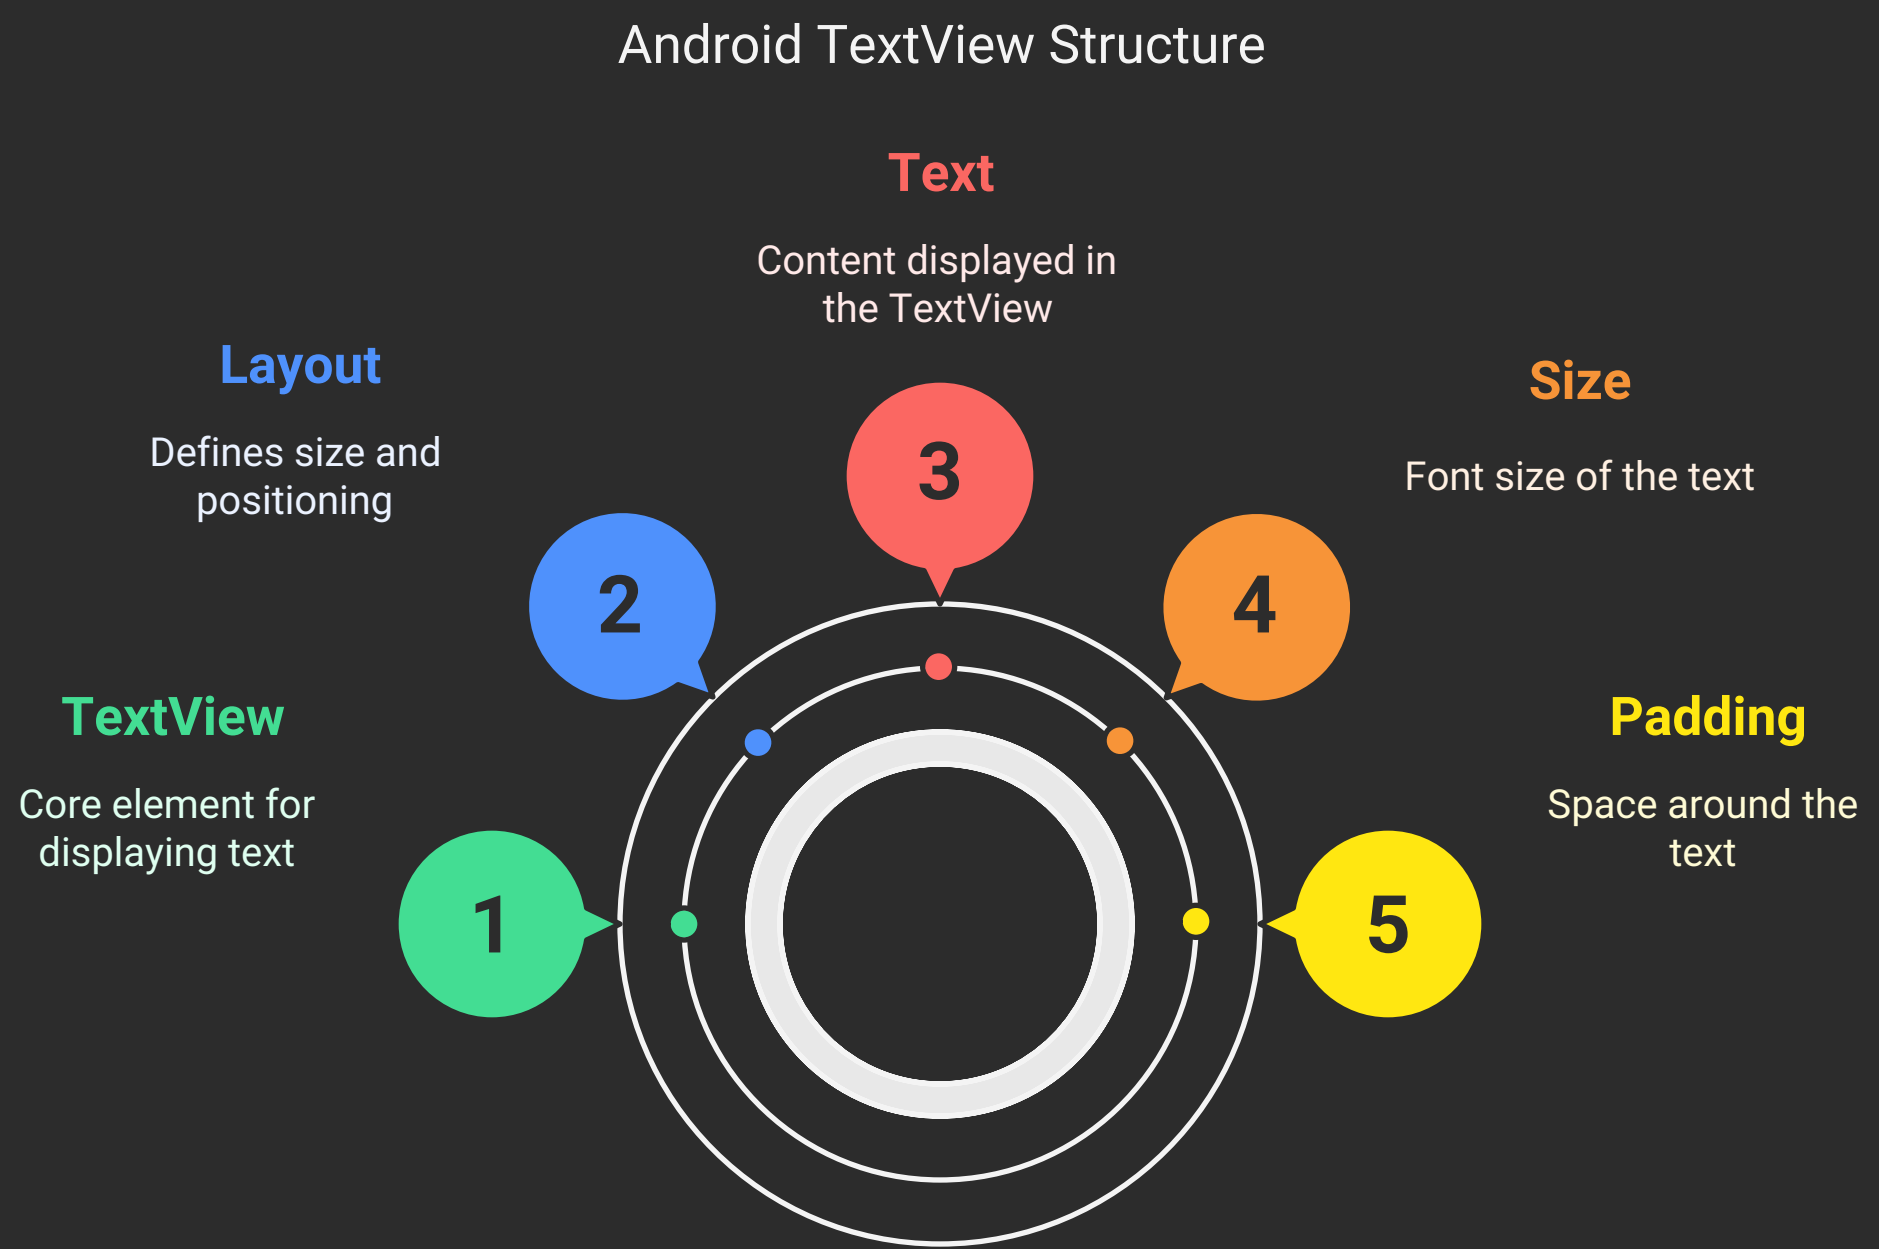 Android TextView Structure
Text
Content displayed in
the TextView
Layout
Defines size and
positioning
Size
Font size of the text
3
2
4
TextView
Core element for
displaying text
Padding
Space around the
text
1
5